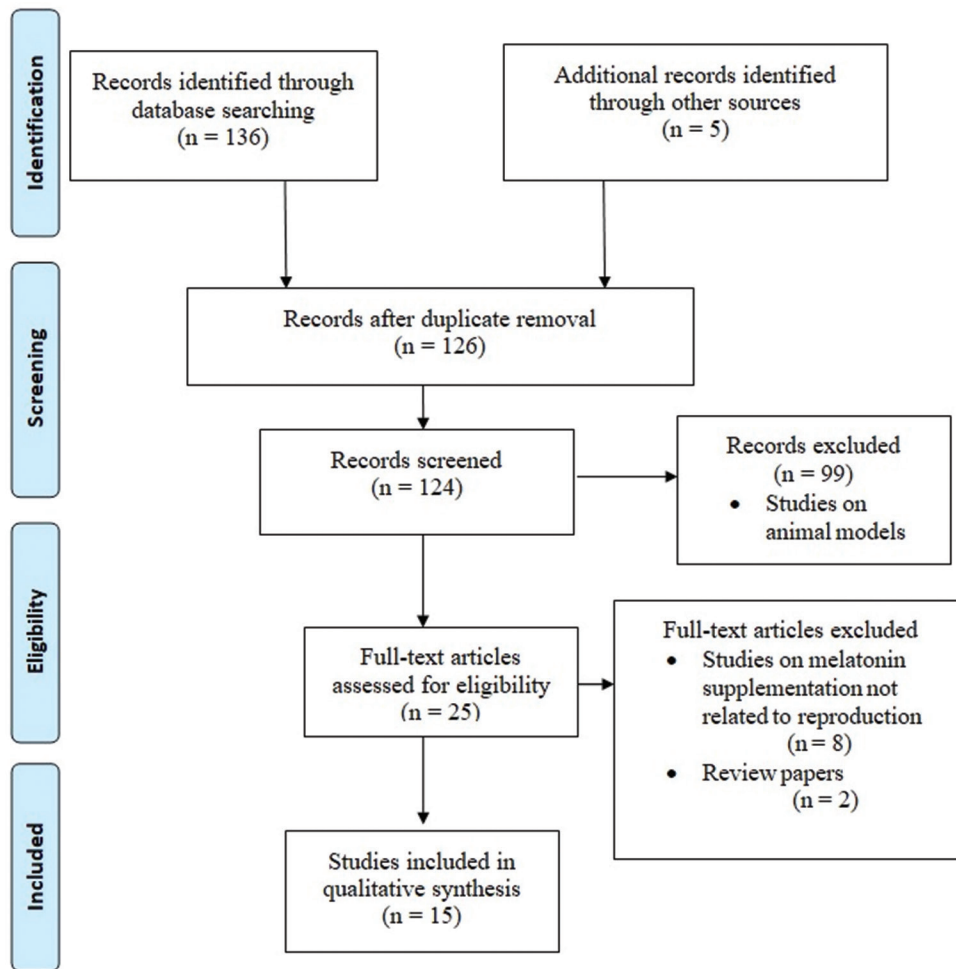 Identification
Records identified through
database searching
(n = 136)
Additional records identified
through other sources
(n = 5)
Screening
Records after duplicate removal
(n = 126)
Records screened
(n = 124)
Records excluded
(n = 99)
• Studies on
animal models
Eligibility
Full-text articles
assessed for eligibility
(n = 25)
Full-text articles excluded
• Studies on melatonin
supplementation not
related to reproduction
(n = 8)
• Review papers
(n = 2)
Included
Studies included in
qualitative synthesis
(n = 15)